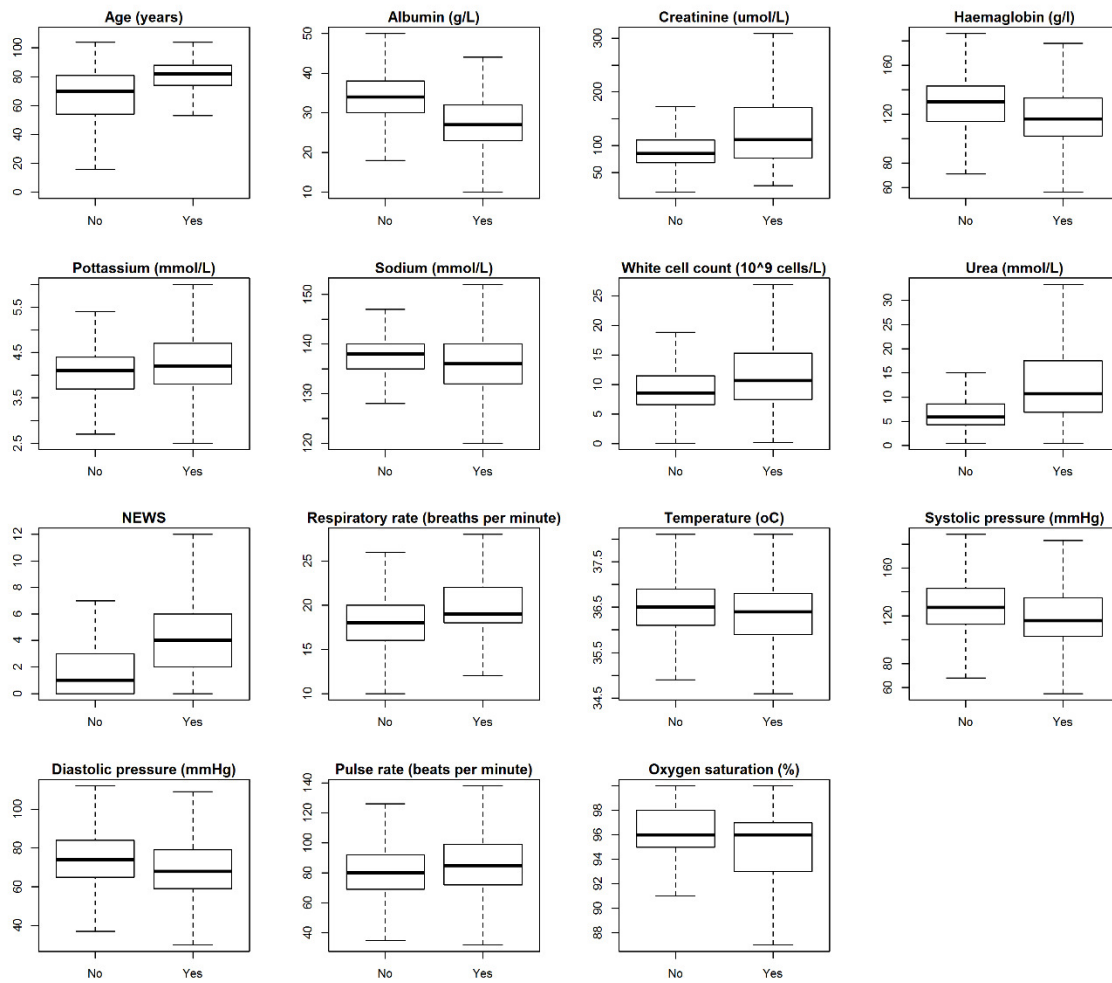 Age (years)
0 20 40 60 80 100
No Yes
Albumin (g/L)
10 20 30 40 50
No Yes
Creatinine (umol/L)
50 100 200 300
No Yes
Haemaglobin (g/l)
60 80 120 160
No Yes
Pottassium (mmol/L)
2.5 3.5 4.5 5.5
No Yes
Sodium (mmol/L)
120 130 140 150
No Yes
White cell count (10^9 cells/L)
0 5 10 15 20 25
No Yes
Urea (mmol/L)
0 5 10 15 20 25 30
No Yes
NEWS
0 2 4 6 8 10 12
No Yes
Respiratory rate (breaths per minute)
10 15 20 25
No Yes
Temperature (oC)
34.5 35.5 36.5 37.5
No Yes
Systolic pressure (mmHg)
60 80 120 160
No Yes
Diastolic pressure (mmHg)
40 60 80 100
No Yes
Pulse rate (beats per minute)
40 60 80 100 120 140
No Yes
Oxygen saturation (%)
88 90 92 94 96 98
No Yes